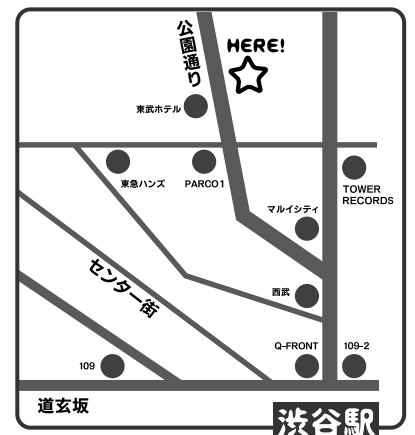 公園通り
HERE!
東武ホテル
東急ハンズ
PARCO1
TOWER
RECORDS
マルイシティ
センター街
西武
Q-FRONT
109-2
109
道玄坂
渋谷駅